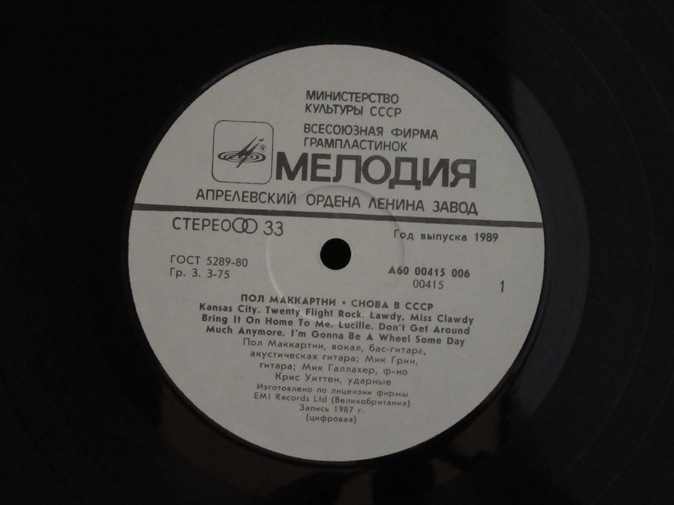 МИНИСТЕРСТВО
КУЛЬТУРЫ СССР
ВСЕСОЮЗНАЯ ФИРМА
ГРАМПЛАСТИНОК
МЕЛОДИЯ
АПРЕЛЕВСКИЙ ОРДЕНА ЛЕНИНА ЗАВОД
СТЕРЕО 33
Год выпуска 1989
ГОСТ 5289-80
Гр. 3. 3-75
А60 00415 006
00415
1
ПОЛ МАККАРТНИ • СНОВА В СССР
Kansas City. Twenty Flight Rock. Lawdy, Miss Clawdy
Bring It On Home To Me. Lucille. Don't Get Around
Much Anymore. I'm Gonna Be A Wheel Some Day
Пол Маккартни, вокал, бас-гитара,
акустическая гитара; Мик Грин,
гитара; Мик Галлахер, ф-но
Крис Уиттен, ударные
Изготовлено по лицензии фирмы
EMI Records Ltd (Великобритания)
Запись 1987 г.
(цифровая)